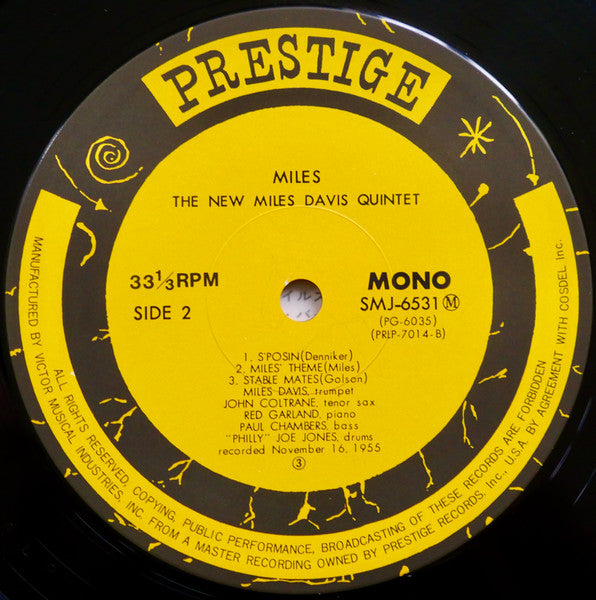 PRESTIGE
MILES
THE NEW MILES DAVIS QUINTET
33 1/3 RPM
SIDE 2
MONO
SMJ-6531 Ⓜ
(PG-6035)
(PRLP-7014-B)
1. S'POSIN(Denniker)
2. MILES' THEME(Miles)
3. STABLE MATES(Golson)
MILES DAVIS, trumpet
JOHN COLTRANE, tenor sax
RED GARLAND, piano
PAUL CHAMBERS, bass
"PHILLY" JOE JONES, drums
recorded November 16, 1955
③
MANUFACTURED BY VICTOR MUSICAL INDUSTRIES, INC. FROM A MASTER RECORDING OWNED BY PRESTIGE RECORDS, Inc., U.S.A. BY AGREEMENT WITH COSDEL Inc.
ALL RIGHTS RESERVED, COPYING, PUBLIC PERFORMANCE, BROADCASTING OF THESE RECORDS ARE FORBIDDEN